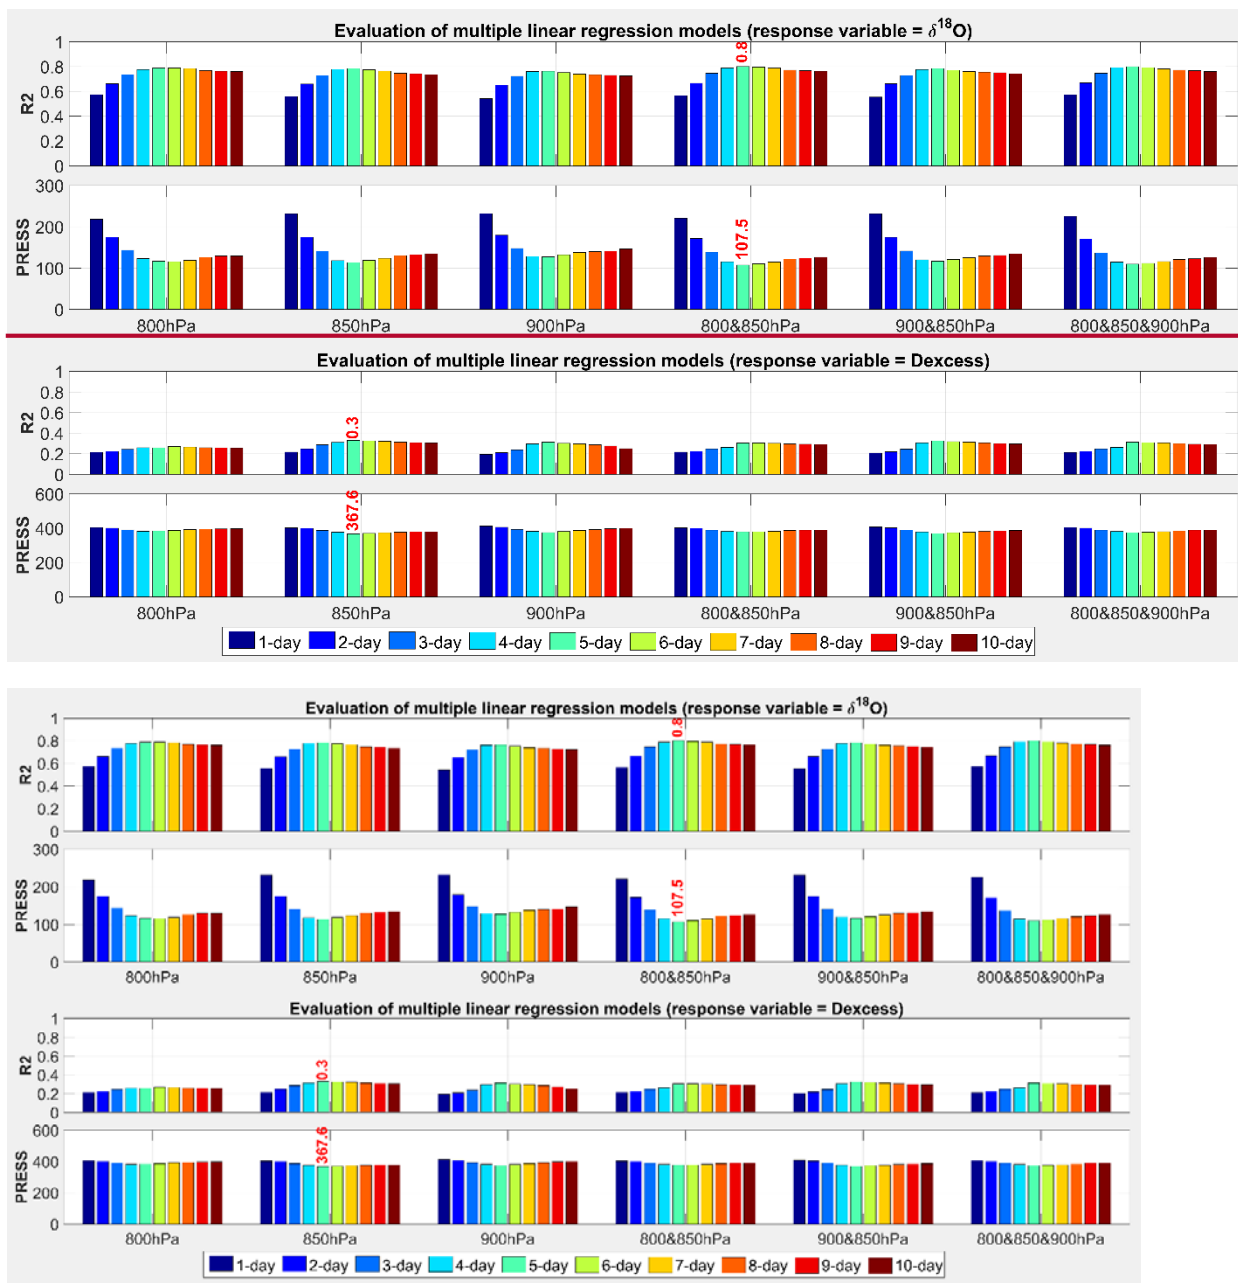 Evaluation of multiple linear regression models (response variable = δ18O)
1
0.8
0.6
0.4
0.2
0
R2
0.8
300
200
100
0
PRESS
107.5
800hPa 850hPa 900hPa 800&850hPa 900&850hPa 800&850&900hPa
Evaluation of multiple linear regression models (response variable = Dexcess)
1
0.8
0.6
0.4
0.2
0
R2
0.3
600
400
200
0
PRESS
367.6
800hPa 850hPa 900hPa 800&850hPa 900&850hPa 800&850&900hPa
1-day 2-day 3-day 4-day 5-day 6-day 7-day 8-day 9-day 10-day
Evaluation of multiple linear regression models (response variable = δ18O)
1
0.8
0.6
0.4
0.2
0
R2
0.8
300
200
100
0
PRESS
107.5
800hPa 850hPa 900hPa 800&850hPa 900&850hPa 800&850&900hPa
Evaluation of multiple linear regression models (response variable = Dexcess)
1
0.8
0.6
0.4
0.2
0
R2
0.3
600
400
200
0
PRESS
367.6
800hPa 850hPa 900hPa 800&850hPa 900&850hPa 800&850&900hPa
1-day 2-day 3-day 4-day 5-day 6-day 7-day 8-day 9-day 10-day